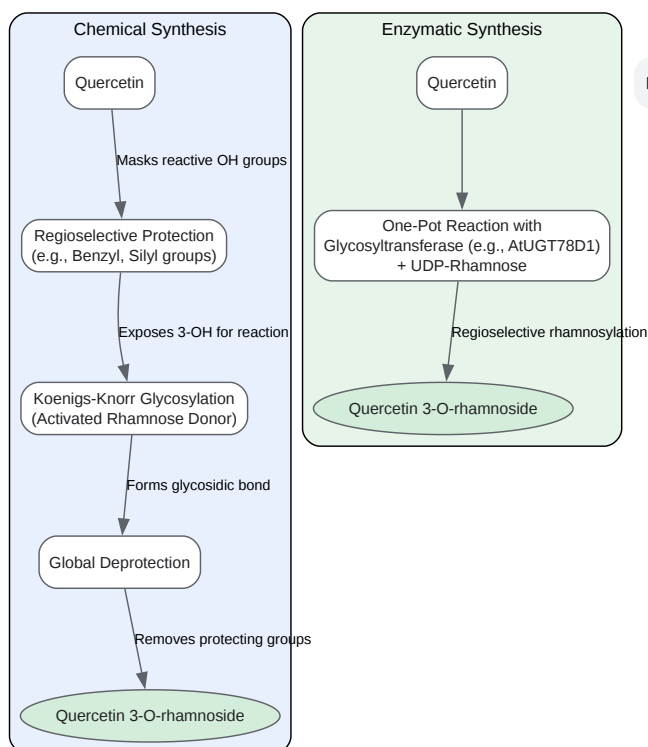 Chemical Synthesis
Quercetin
Masks reactive OH groups
Regioselective Protection
(e.g., Benzyl, Silyl groups)
Exposes 3-OH for reaction
Koenigs-Knorr Glycosylation
(Activated Rhamnose Donor)
Forms glycosidic bond
Global Deprotection
Removes protecting groups
Quercetin 3-O-rhamnoside
Enzymatic Synthesis
Quercetin
One-Pot Reaction with
Glycosyltransferase (e.g., AtUGT78D1)
+ UDP-Rhamnose
Regioselective rhamnosylation
Quercetin 3-O-rhamnoside